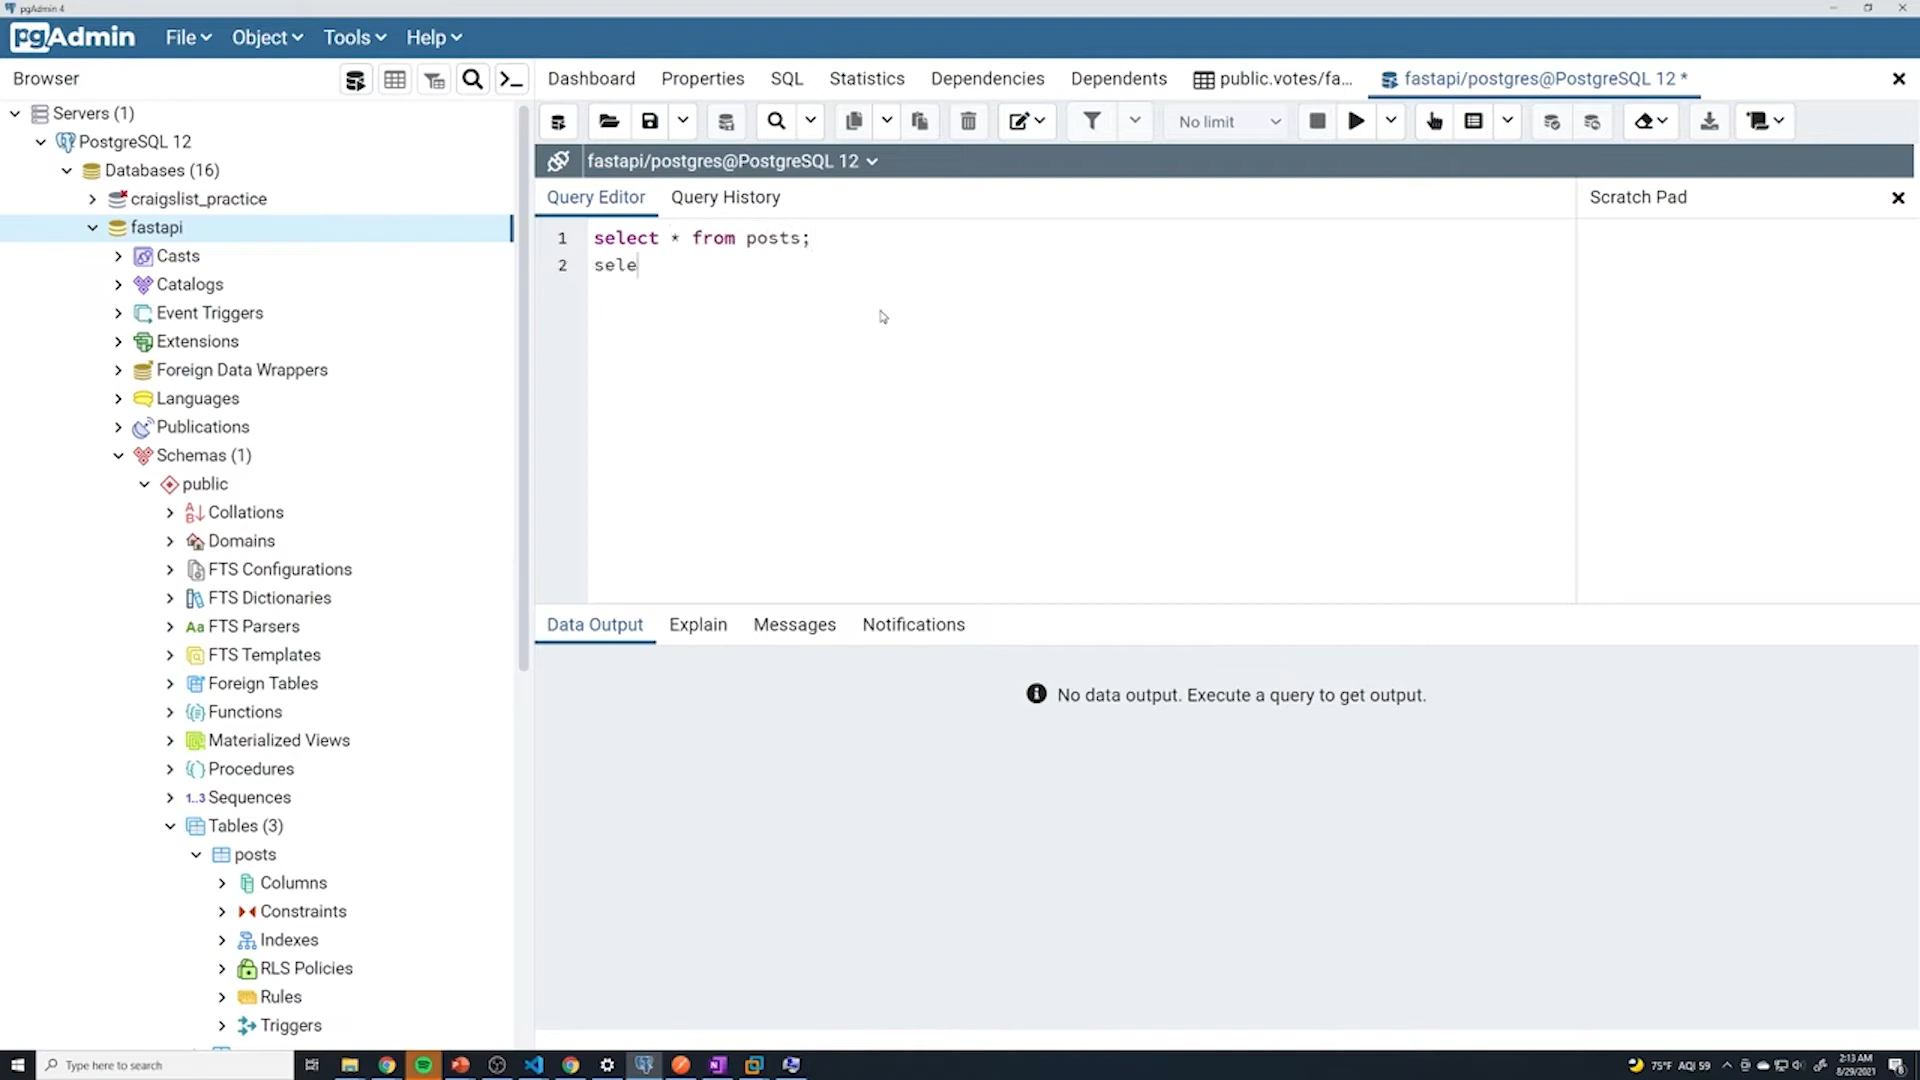 pgAdmin 4
pgAdmin File Object Tools Help
Browser
Dashboard Properties SQL Statistics Dependencies Dependents public.votes/fa... fastapi/postgres@PostgreSQL 12 *
No limit
fastapi/postgres@PostgreSQL 12
Query Editor Query History
Scratch Pad
1 select * from posts;
2 sele
Servers (1)
PostgreSQL 12
Databases (16)
craigslist_practice
fastapi
Casts
Catalogs
Event Triggers
Extensions
Foreign Data Wrappers
Languages
Publications
Schemas (1)
public
Collations
Domains
FTS Configurations
FTS Dictionaries
Aa FTS Parsers
FTS Templates
Foreign Tables
Functions
Materialized Views
Procedures
1..3 Sequences
Tables (3)
posts
Columns
Constraints
Indexes
RLS Policies
Rules
Triggers
Data Output Explain Messages Notifications
No data output. Execute a query to get output.
Type here to search
75°F AQI 59
2:13 AM
8/29/2021